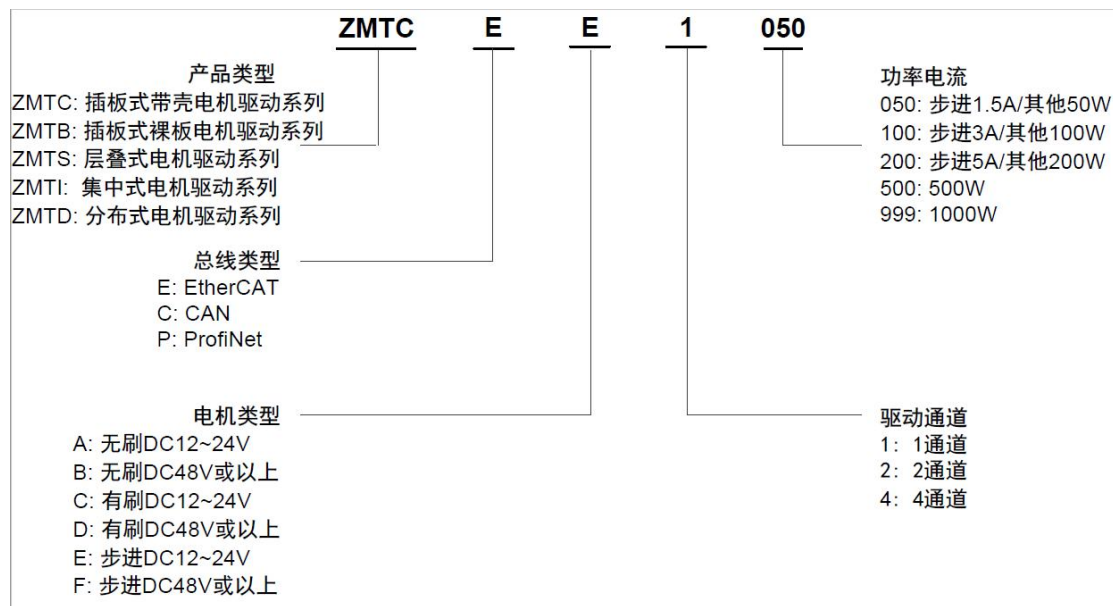 ZMTC E E 1 050
产品类型
ZMTC: 插板式带壳电机驱动系列
ZMTB: 插板式裸板电机驱动系列
ZMTS: 层叠式电机驱动系列
ZMTI: 集中式电机驱动系列
ZMTD: 分布式电机驱动系列
功率电流
050: 步进1.5A/其他50W
100: 步进3A/其他100W
200: 步进5A/其他200W
500: 500W
999: 1000W
总线类型
E: EtherCAT
C: CAN
P: ProfiNet
电机类型
A: 无刷DC12~24V
B: 无刷DC48V或以上
C: 有刷DC12~24V
D: 有刷DC48V或以上
E: 步进DC12~24V
F: 步进DC48V或以上
驱动通道
1: 1通道
2: 2通道
4: 4通道